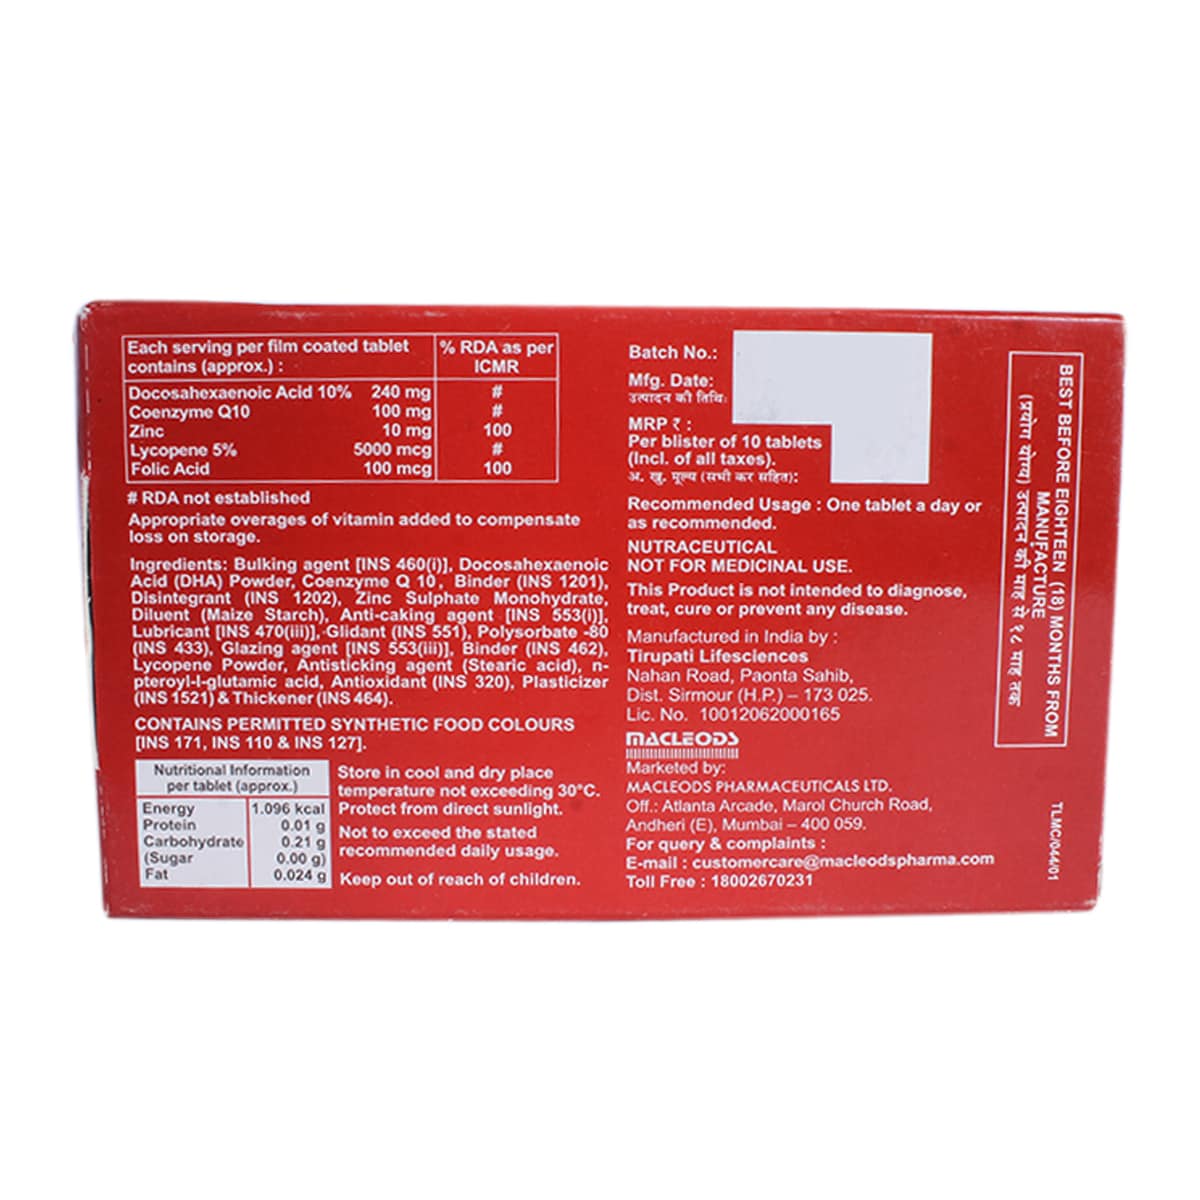 Each serving per film coated tablet contains (approx.) : % RDA as per ICMR
Docosahexaenoic Acid 10% 240 mg #
Coenzyme Q10 100 mg #
Zinc 10 mg 100
Lycopene 5% 5000 mcg #
Folic Acid 100 mcg 100
# RDA not established
Appropriate overages of vitamin added to compensate
loss on storage.
Ingredients: Bulking agent [INS 460(i)], Docosahexaenoic
Acid (DHA) Powder, Coenzyme Q 10, Binder (INS 1201),
Disintegrant (INS 1202), Zinc Sulphate Monohydrate,
Diluent (Maize Starch), Anti-caking agent [INS 553(i)],
Lubricant [INS 470(iii)], Glidant (INS 551), Polysorbate -80
(INS 433), Glazing agent [INS 553(iii)], Binder (INS 462),
Lycopene Powder, Antisticking agent (Stearic acid), n-
pteroyl-l-glutamic acid, Antioxidant (INS 320), Plasticizer
(INS 1521) & Thickener (INS 464).
CONTAINS PERMITTED SYNTHETIC FOOD COLOURS
[INS 171, INS 110 & INS 127].
Nutritional Information
per tablet (approx.)
Energy 1.096 kcal
Protein 0.01 g
Carbohydrate 0.21 g
(Sugar 0.00 g)
Fat 0.024 g
Store in cool and dry place
temperature not exceeding 30°C.
Protect from direct sunlight.
Not to exceed the stated
recommended daily usage.
Keep out of reach of children.
Batch No.:
Mfg. Date:
उत्पादन की तिथि:
MRP ₹ :
Per blister of 10 tablets
(Incl. of all taxes).
अ. खु. मूल्य (सभी कर सहित):
Recommended Usage : One tablet a day or
as recommended.
NUTRACEUTICAL
NOT FOR MEDICINAL USE.
This Product is not intended to diagnose,
treat, cure or prevent any disease.
Manufactured in India by :
Tirupati Lifesciences
Nahan Road, Paonta Sahib,
Dist. Sirmour (H.P.) – 173 025.
Lic. No. 10012062000165
MACLEODS
Marketed by:
MACLEODS PHARMACEUTICALS LTD.
Off.: Atlanta Arcade, Marol Church Road,
Andheri (E), Mumbai – 400 059.
For query & complaints :
E-mail : customercare@macleodspharma.com
Toll Free : 18002670231
BEST BEFORE EIGHTEEN (18) MONTHS FROM
MANUFACTURE
(प्रयोग योग्य) उत्पादन की माह से १८ माह तक
TLMC/044/01